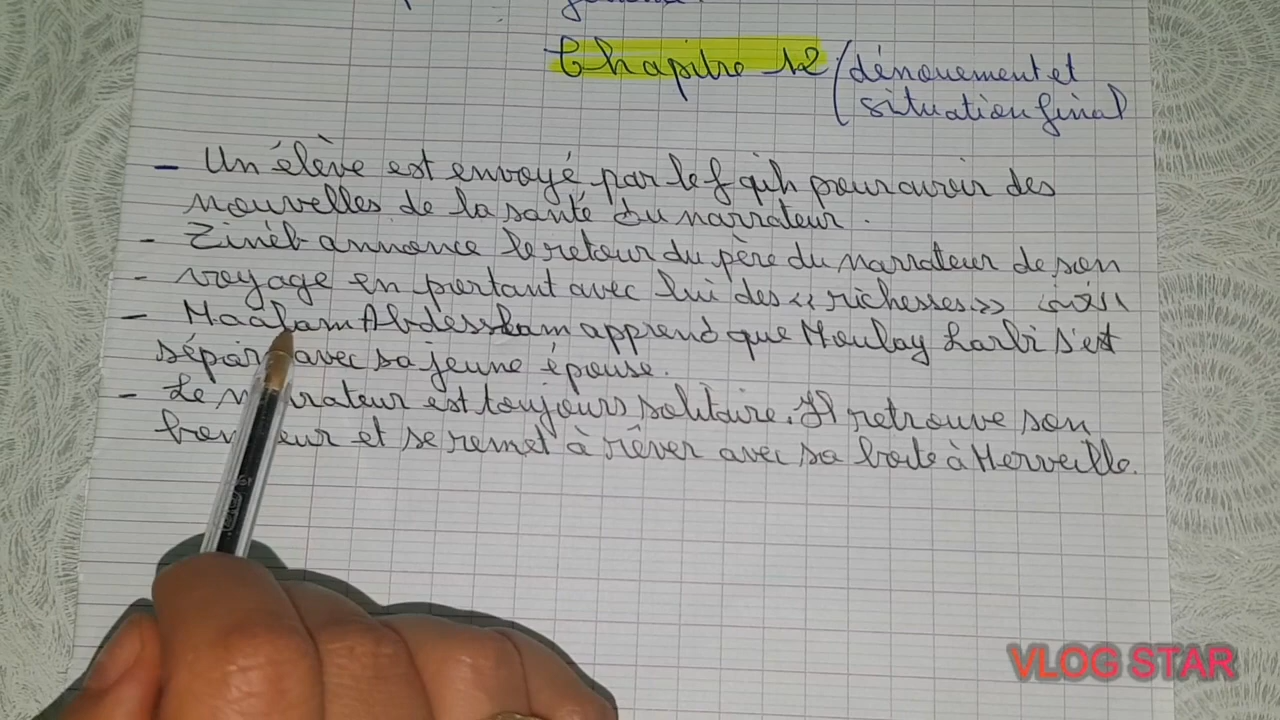 Chapitre 12 (dénouement et
situation final
- Un élève est envoyé par le fqih pour avoir des
nouvelles de la santé du narrateur.
- Zineb annonce le retour du père du narrateur de son
- voyage en portant avec lui des «richesses»
- Maalam Abdesslam apprend que Moulay Larbi s'est
séparé avec sa jeune épouse.
- Le narrateur est toujours solitaire. Il retrouve son
bonheur et se remet à rêver avec sa boite à Merveille.
VLOG STAR